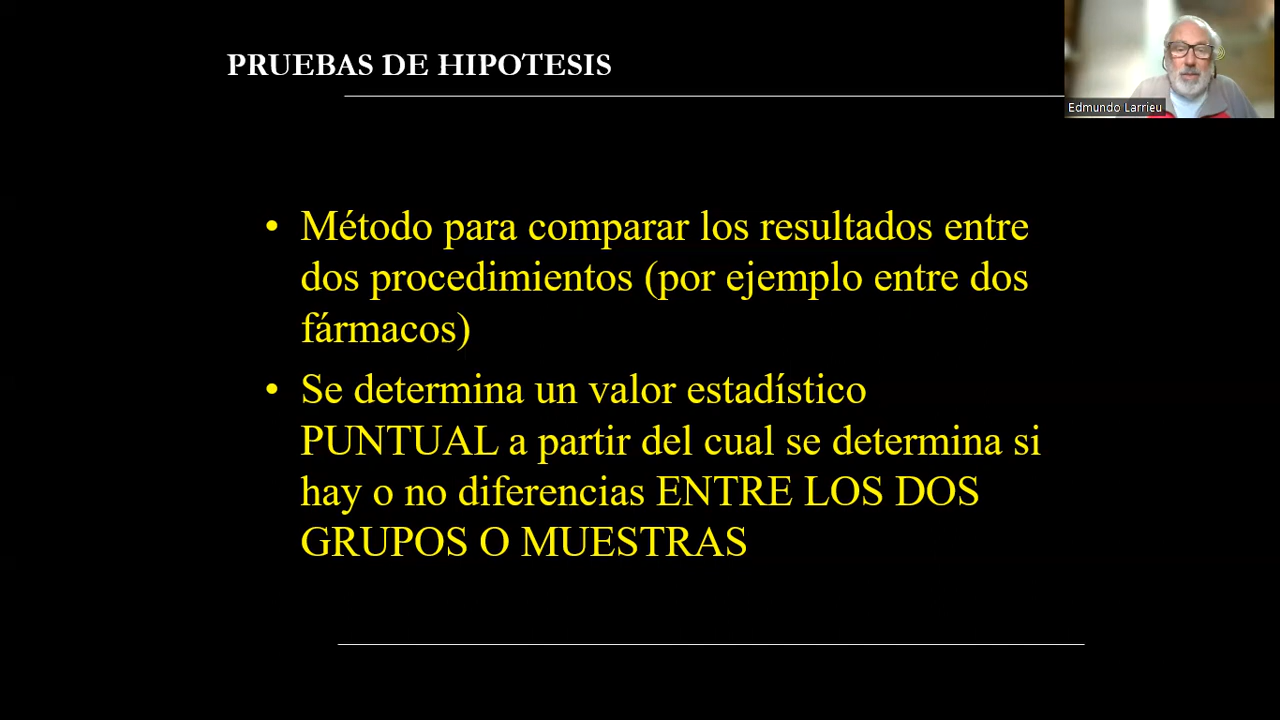 PRUEBAS DE HIPOTESIS
Edmundo Larrieu
• Método para comparar los resultados entre
dos procedimientos (por ejemplo entre dos
fármacos)
• Se determina un valor estadístico
PUNTUAL a partir del cual se determina si
hay o no diferencias ENTRE LOS DOS
GRUPOS O MUESTRAS